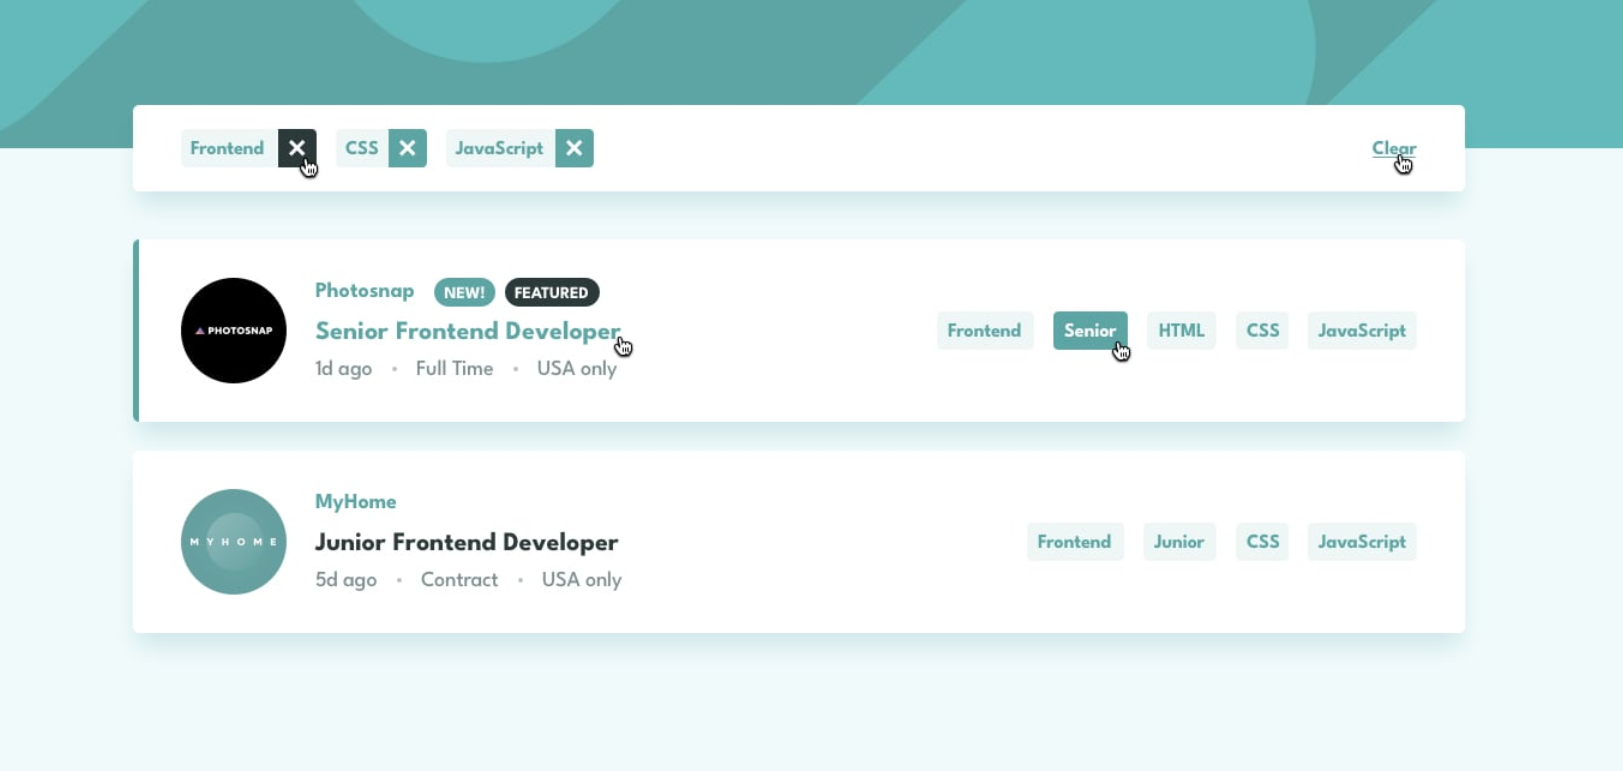 Frontend CSS JavaScript Clear
Photosnap NEW! FEATURED
PHOTOSNAP
Senior Frontend Developer
1d ago • Full Time • USA only
Frontend Senior HTML CSS JavaScript
MyHome
MYHOME
Junior Frontend Developer
5d ago • Contract • USA only
Frontend Junior CSS JavaScript